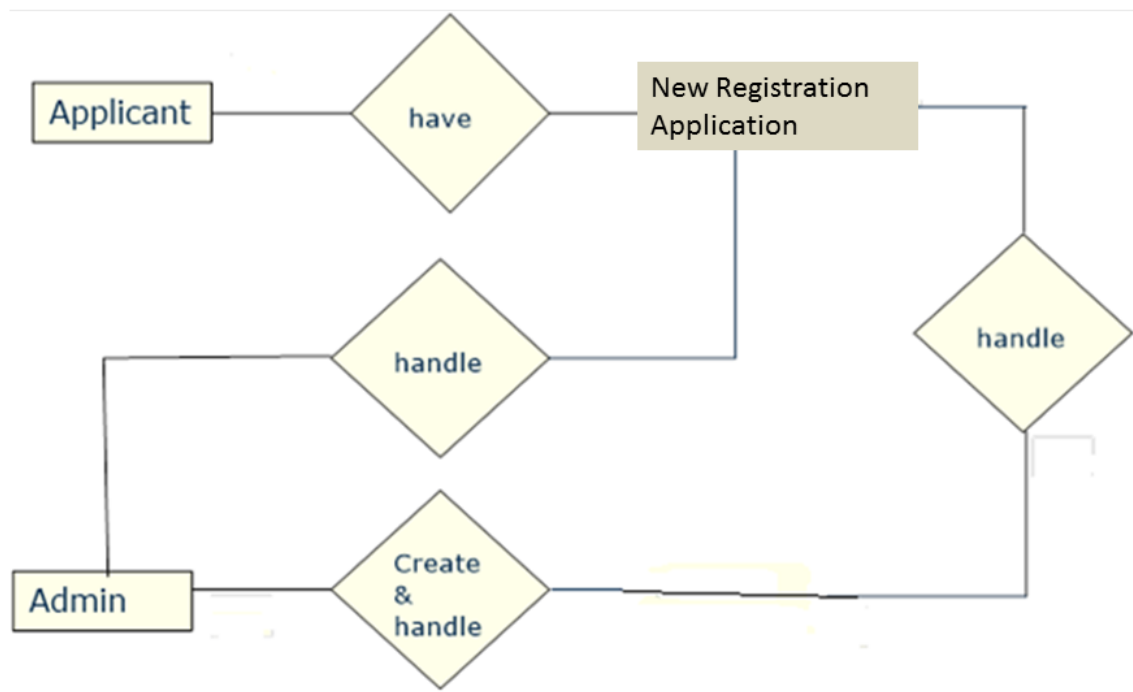 Applicant
have
New Registration
Application
handle
handle
Admin
Create
&
handle